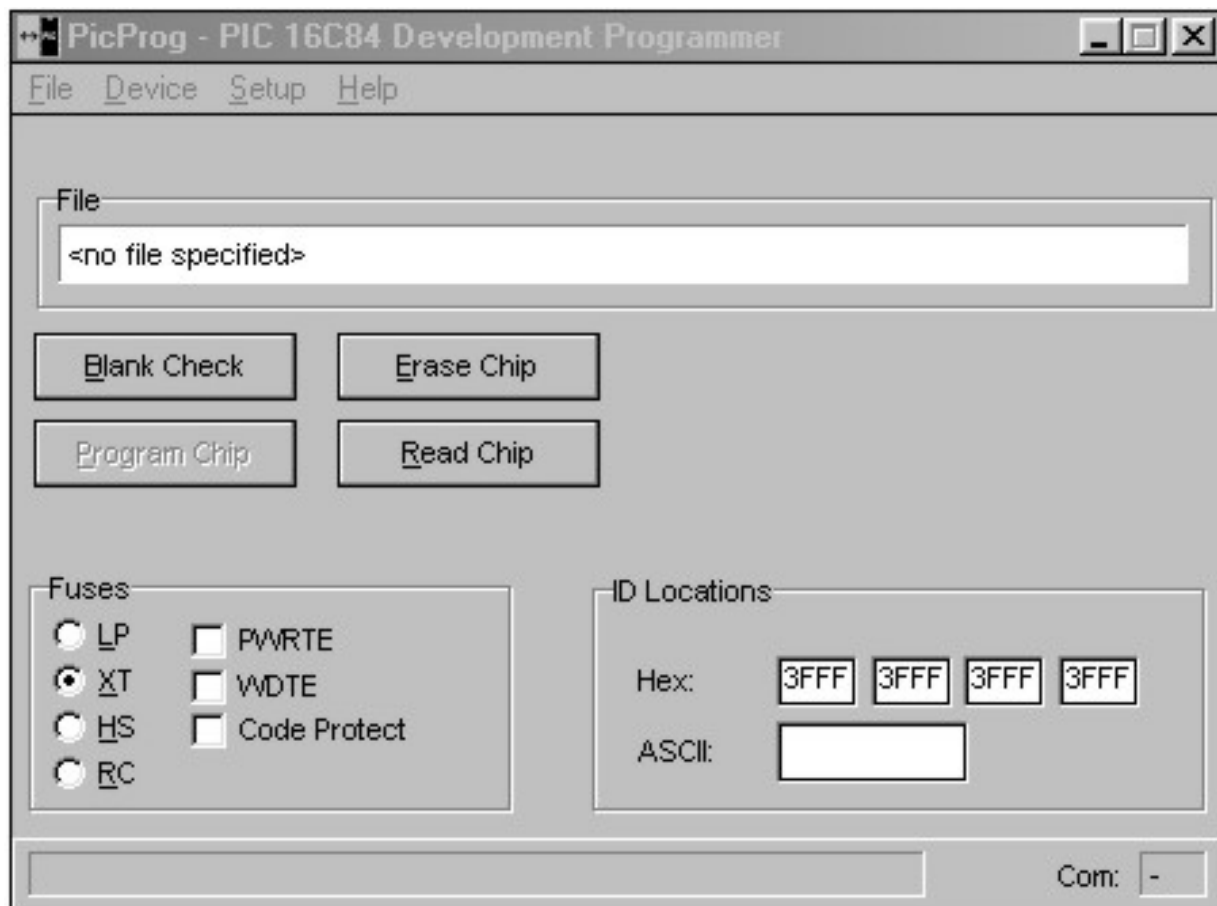 PicProg - PIC 16C84 Development Programmer
File Device Setup Help
File
<no file specified>
Blank Check Erase Chip
Program Chip Read Chip
Fuses
LP PWRTE
XT WDTE
HS Code Protect
RC
ID Locations
Hex: 3FFF 3FFF 3FFF 3FFF
ASCII:
Com: -